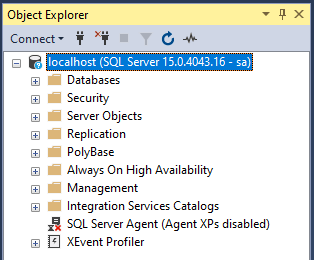 Object Explorer
Connect
localhost (SQL Server 15.0.4043.16 - sa)
Databases
Security
Server Objects
Replication
PolyBase
Always On High Availability
Management
Integration Services Catalogs
SQL Server Agent (Agent XPs disabled)
XEvent Profiler